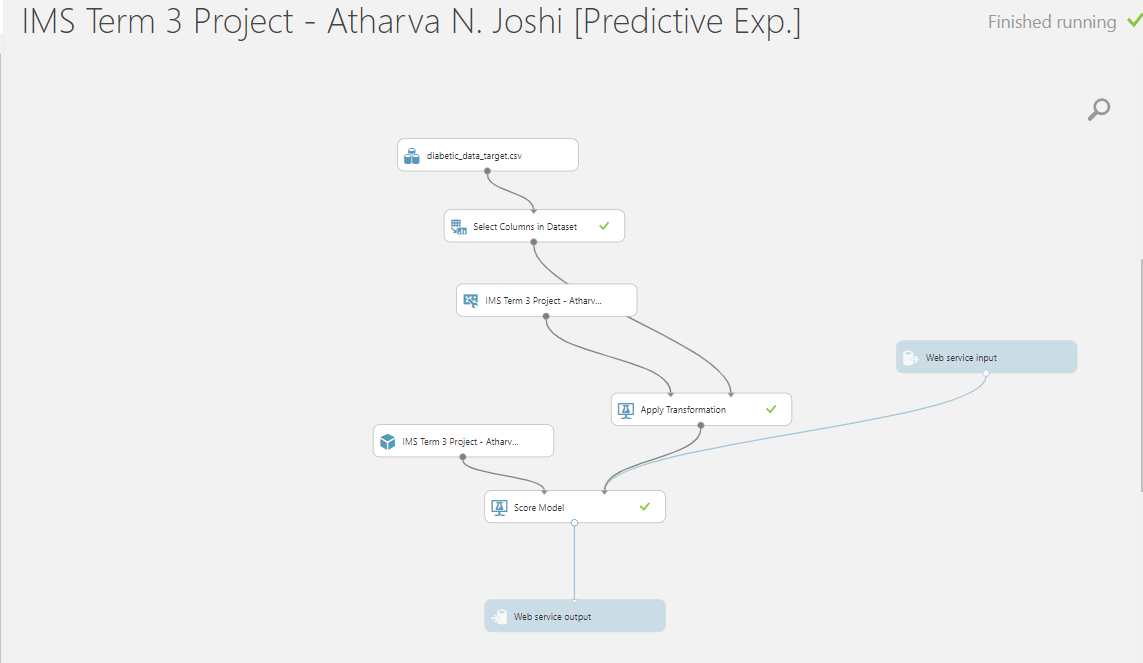 IMS Term 3 Project - Atharva N. Joshi [Predictive Exp.]
Finished running
diabetic_data_target.csv
Select Columns in Dataset
IMS Term 3 Project - Atharv...
Web service input
Apply Transformation
IMS Term 3 Project - Atharv...
Score Model
Web service output